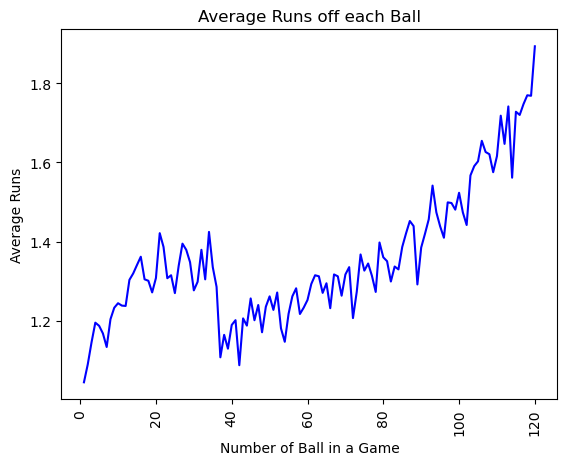 Average Runs off each Ball
Average Runs
1.8
1.6
1.4
1.2
0 20 40 60 80 100 120
Number of Ball in a Game